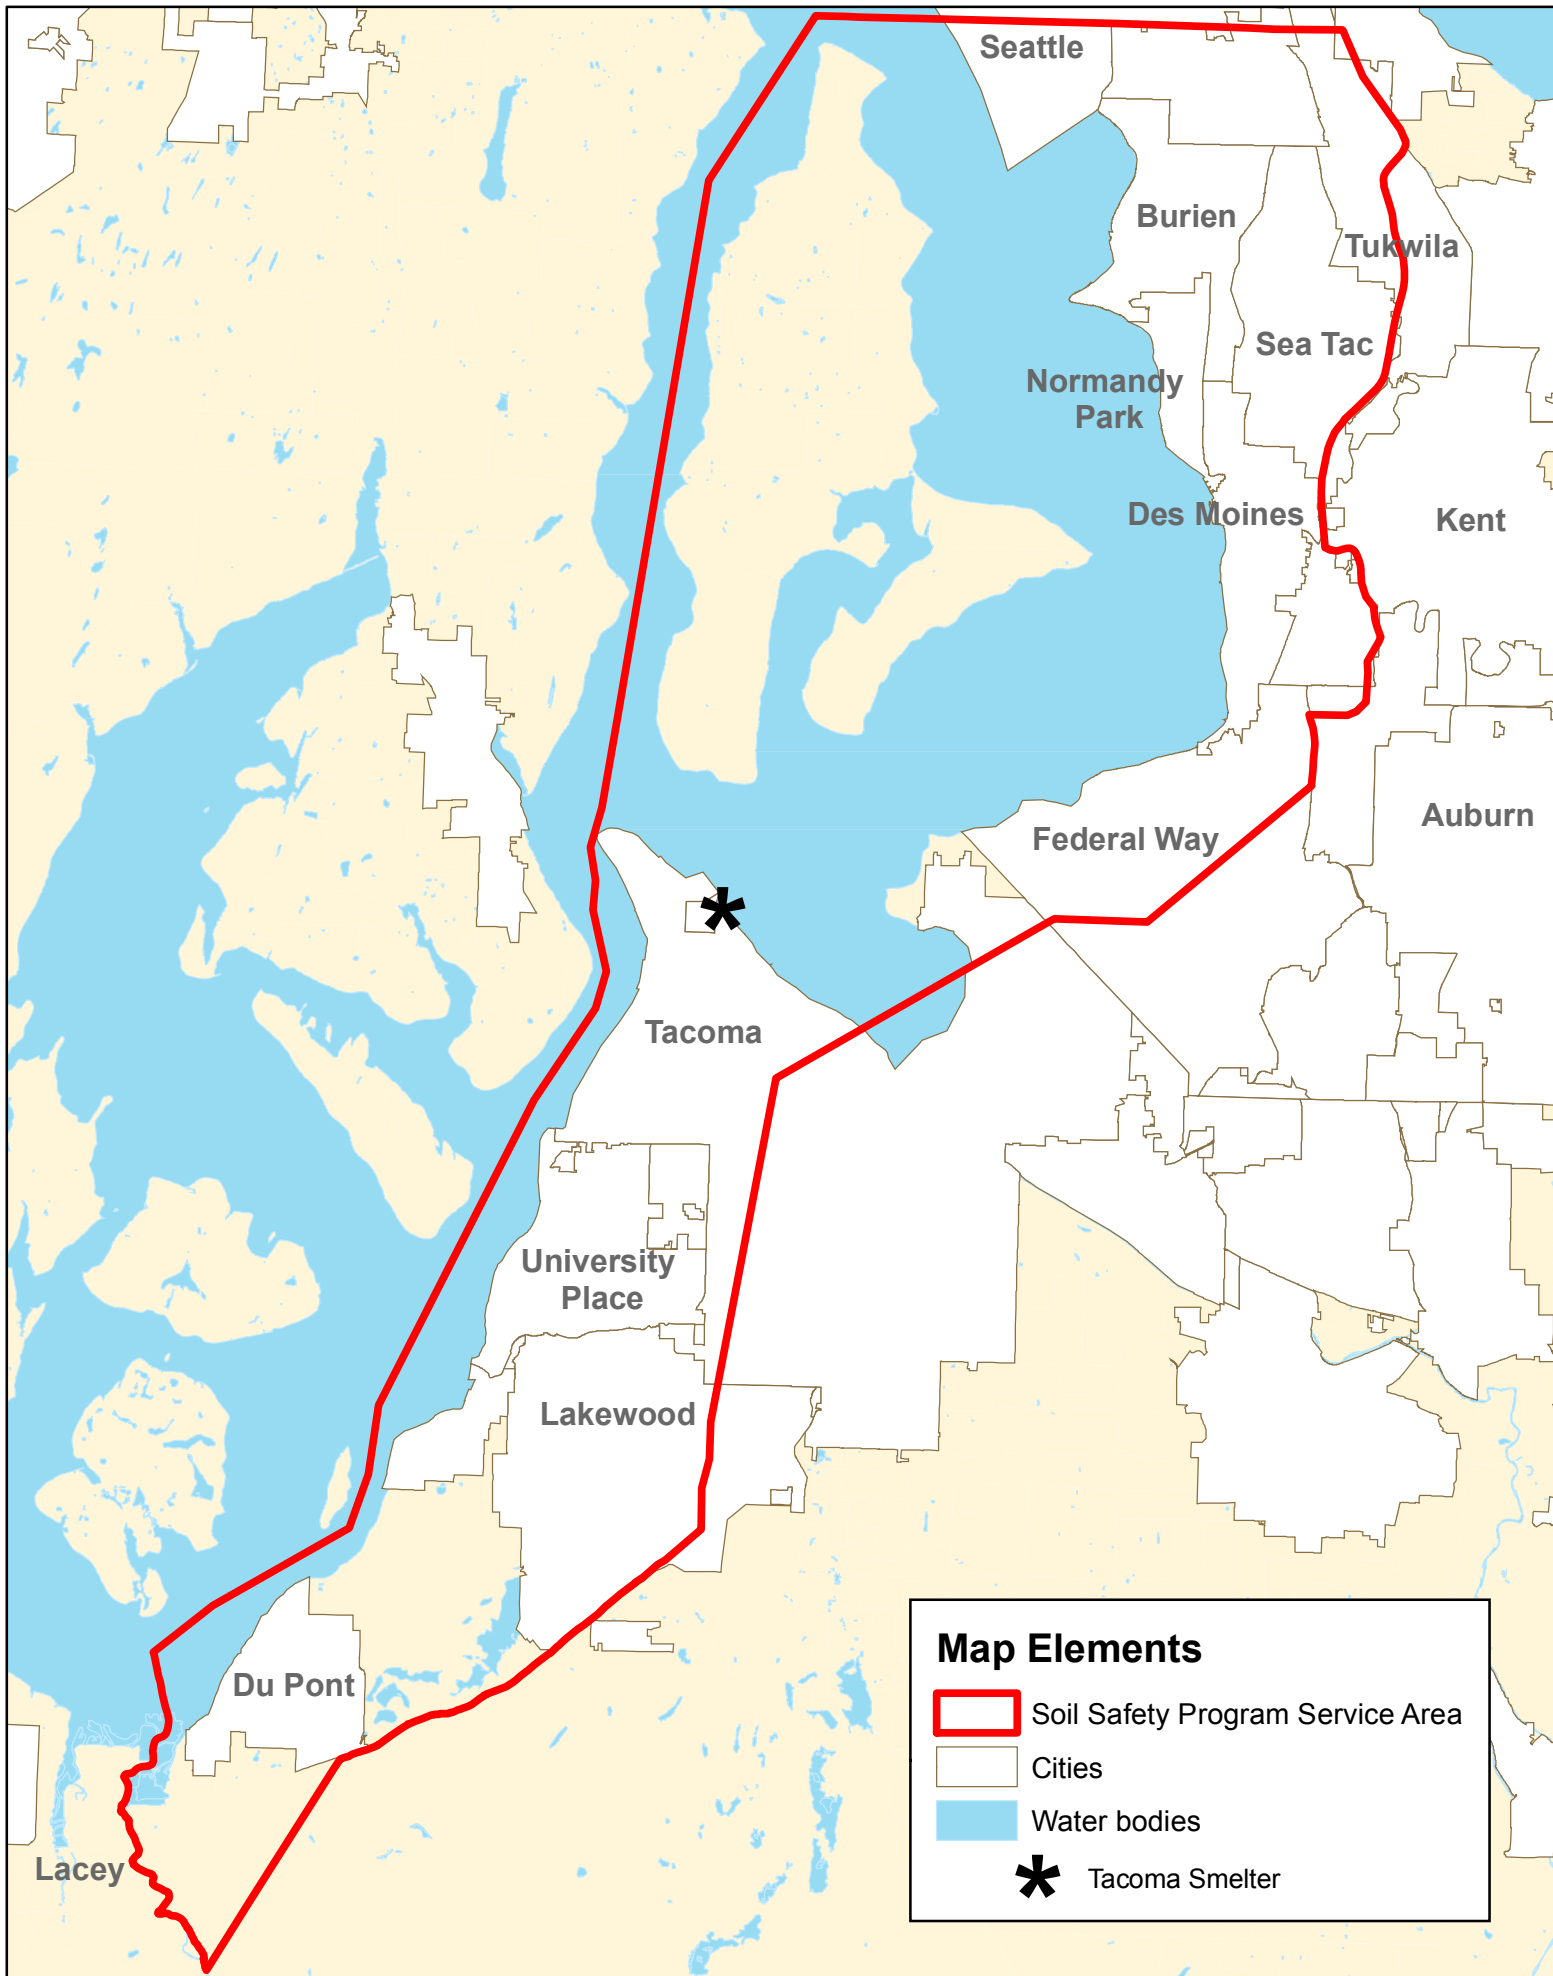 Seattle
Burien
Tukwila
Sea Tac
Normandy
Park
Des Moines
Kent
Auburn
Federal Way
Tacoma
University
Place
Lakewood
Du Pont
Lacey
Map Elements
Soil Safety Program Service Area
Cities
Water bodies
Tacoma Smelter